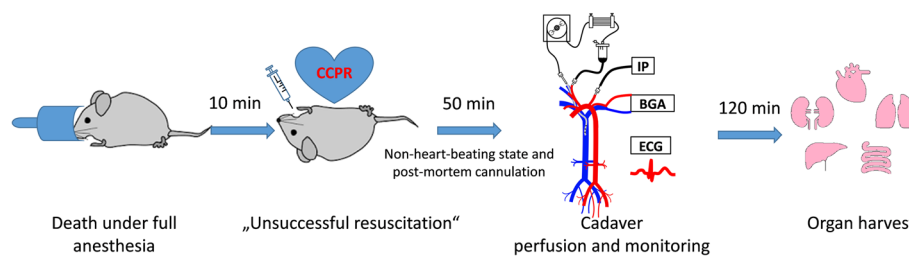 CCPR
10 min
50 min
120 min
IP
BGA
ECG
Non-heart-beating state and
post-mortem cannulation
Death under full
anesthesia
„Unsuccessful resuscitation“
Cadaver
perfusion and monitoring
Organ harves